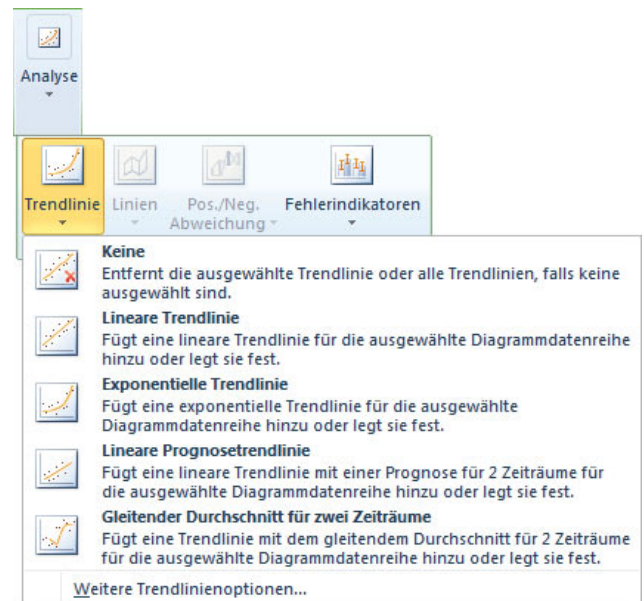 Analyse
Trendlinie Linien Pos./Neg. Fehlerindikatoren
Abweichung
Keine
Entfernt die ausgewählte Trendlinie oder alle Trendlinien, falls keine
ausgewählt sind.
Lineare Trendlinie
Fügt eine lineare Trendlinie für die ausgewählte Diagrammdatenreihe
hinzu oder legt sie fest.
Exponentielle Trendlinie
Fügt eine exponentielle Trendlinie für die ausgewählte
Diagrammdatenreihe hinzu oder legt sie fest.
Lineare Prognosetrendlinie
Fügt eine lineare Trendlinie mit einer Prognose für 2 Zeiträume für
die ausgewählte Diagrammdatenreihe hinzu oder legt sie fest.
Gleitender Durchschnitt für zwei Zeiträume
Fügt eine Trendlinie mit dem gleitendem Durchschnitt für 2 Zeiträume
für die ausgewählte Diagrammdatenreihe hinzu oder legt sie fest.
Weitere Trendlinienoptionen...